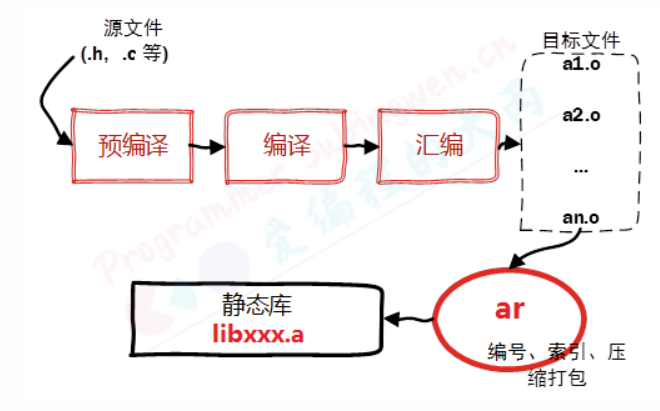 源文件
(.h, .c 等)
目标文件
a1.o
a2.o
...
an.o
预编译
编译
汇编
ar
编号、索引、压
缩打包
静态库
libxxx.a
爱编程的大丙
Programmer subingwen.cn